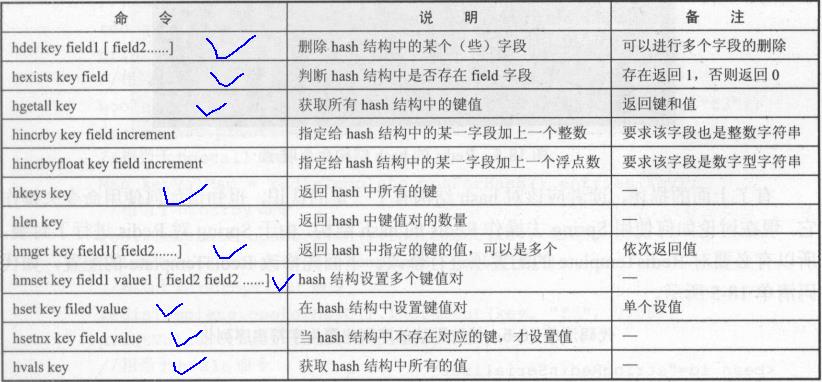 命 令 说 明 备 注
hdel key field1 [ field2......] 删除 hash 结构中的某个（些）字段 可以进行多个字段的删除
hexists key field 判断 hash 结构中是否存在 field 字段 存在返回 1，否则返回 0
hgetall key 获取所有 hash 结构中的键值 返回键和值
hincrby key field increment 指定给 hash 结构中的某一字段加上一个整数 要求该字段也是整数字符串
hincrbyfloat key field increment 指定给 hash 结构中的某一字段加上一个浮点数 要求该字段是数字型字符串
hkeys key 返回 hash 中所有的键 —
hlen key 返回 hash 中键值对的数量 —
hmget key field1[ field2......] 返回 hash 中指定的键的值，可以是多个 依次返回值
hmset key field1 value1 [ field2 field2 ......] hash 结构设置多个键值对 —
hset key filed value 在 hash 结构中设置键值对 单个设值
hsetnx key field value 当 hash 结构中不存在对应的键，才设置值 —
hvals key 获取 hash 结构中所有的值 —